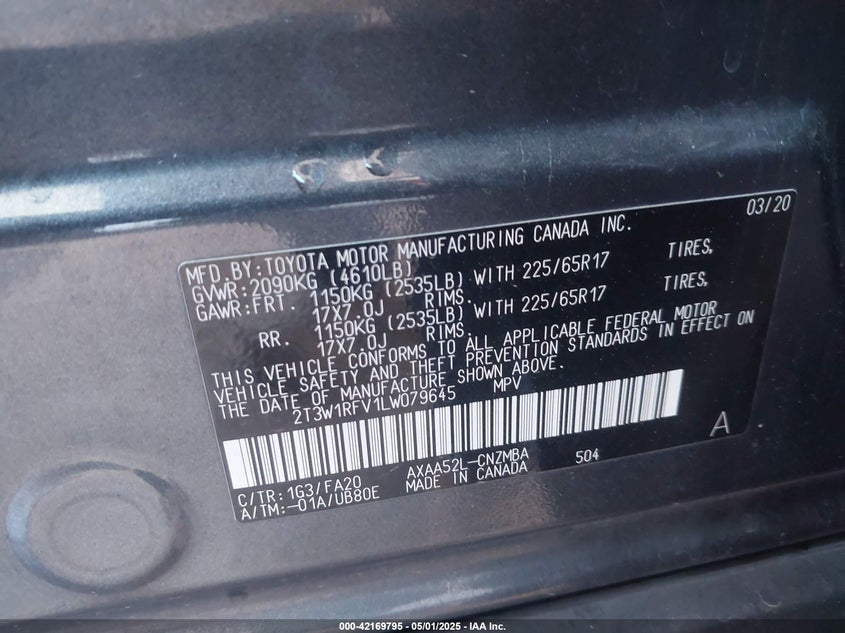 03/20
MFD.BY:TOYOTA MOTOR MANUFACTURING CANADA INC.
GVWR:2090KG (4610LB)
GAWR:FRT. 1150KG (2535LB) WITH 225/65R17 TIRES,
17X7.0J RIMS.
RR. 1150KG (2535LB) WITH 225/65R17 TIRES,
17X7.0J RIMS.
THIS VEHICLE CONFORMS TO ALL APPLICABLE FEDERAL MOTOR
VEHICLE SAFETY AND THEFT PREVENTION STANDARDS IN EFFECT ON
THE DATE OF MANUFACTURE SHOWN ABOVE.
2T3W1RFV1LW079645 MPV
A
C/TR:1G3/FA20 AXAA52L-CNZMBA 504
A/TM:-01A/UB80E MADE IN CANADA
000-42169795 - 05/01/2025 - IAA Inc.